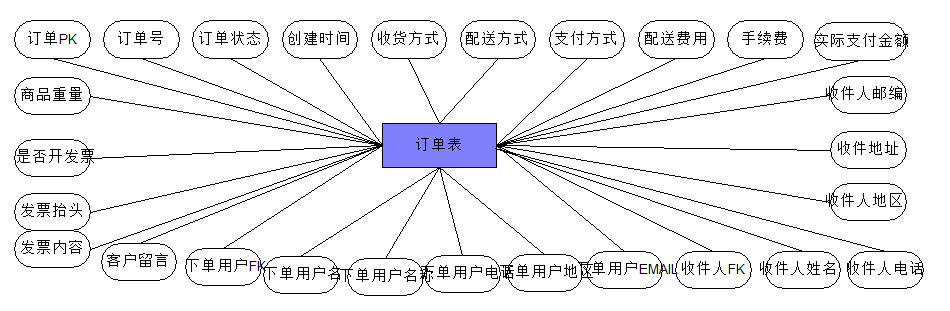 订单PK
订单号
订单状态
创建时间
收货方式
配送方式
支付方式
配送费用
手续费
实际支付金额
商品重量
收件人邮编
订单表
是否开发票
收件地址
发票抬头
收件人地区
发票内容
客户留言
下单用户FK
下单用户名
下单用户名
下单用户电话
下单用户地区
下单用户EMAIL
收件人FK
收件人姓名
收件人电话